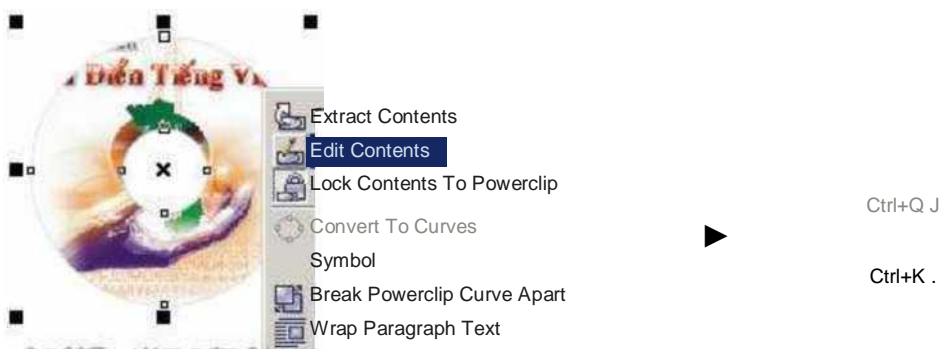 Điển Tiếng Vi
Extract Contents
Edit Contents
Lock Contents To Powerclip
Convert To Curves Ctrl+Q J
Symbol
Break Powerclip Curve Apart Ctrl+K .
Wrap Paragraph Text